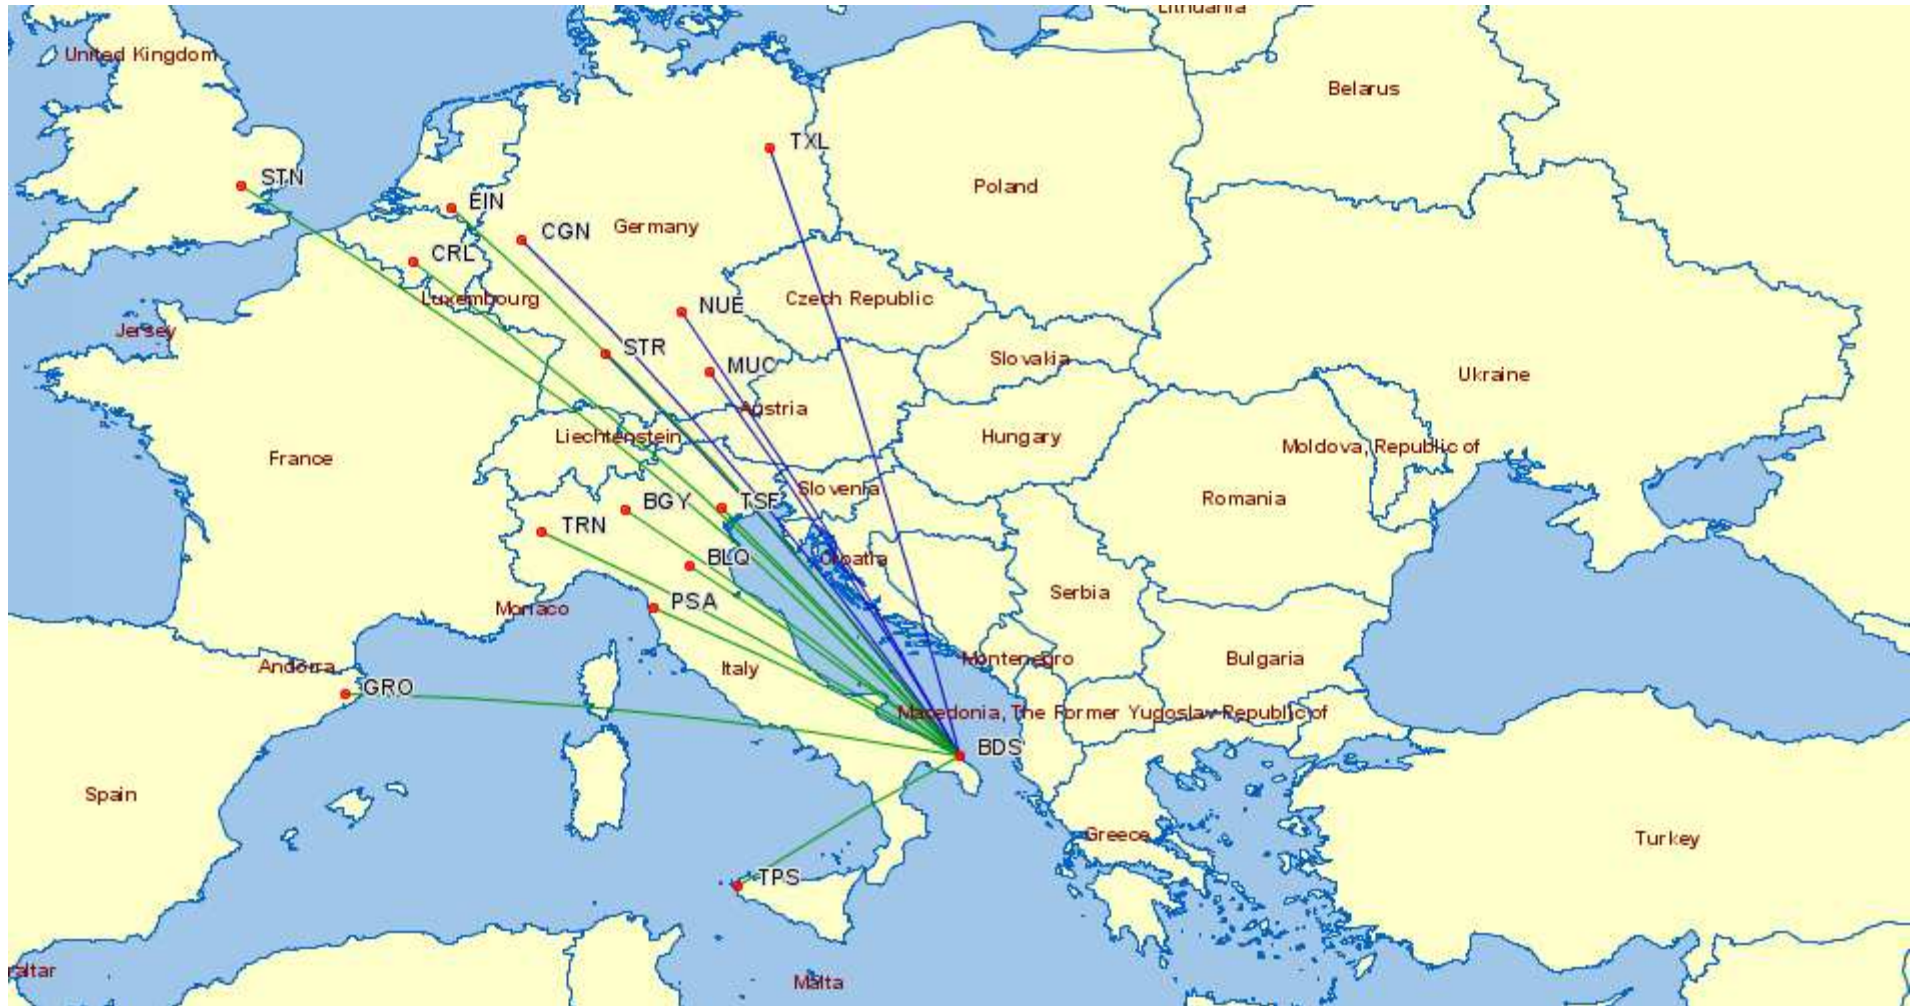 Lithuania
United Kingdom
Belarus
TXL
STN
Poland
EIN
CGN
Germany
CRL
Luxembourg
NUE
Czech Republic
Jersey
STR
Slovakia
MUC
Ukraine
Austria
Liechtenstein
Hungary
Moldova, Republic of
France
Slovenia
BGY
TSF
Romania
TRN
BLQ
Croatia
Serbia
PSA
Monaco
Andorra
Italy
Montenegro
Bulgaria
GRO
Macedonia, The Former Yugoslav Republic of
BDS
Spain
Greece
Turkey
TPS
raltar
Malta